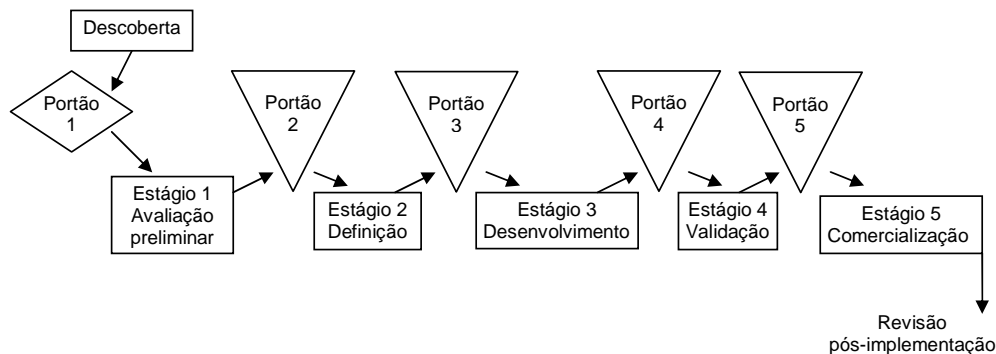 Descoberta
Portão
1
Estágio 1
Avaliação
preliminar
Portão
2
Estágio 2
Definição
Portão
3
Estágio 3
Desenvolvimento
Portão
4
Estágio 4
Validação
Portão
5
Estágio 5
Comercialização
Revisão
pós-implementação